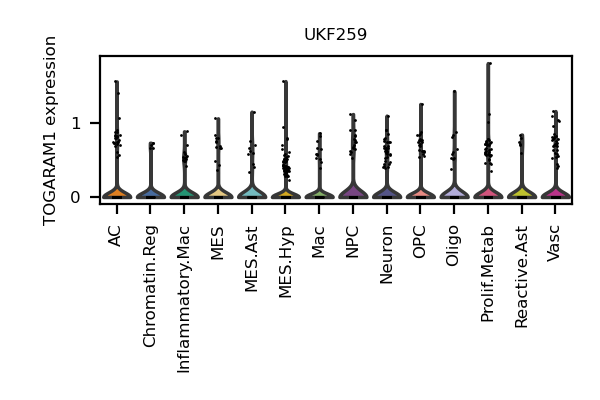 UKF259
TOGARAM1 expression
1
0
AC
Chromatin.Reg
Inflammatory.Mac
MES
MES.Ast
MES.Hyp
Mac
NPC
Neuron
OPC
Oligo
Prolif.Metab
Reactive.Ast
Vasc